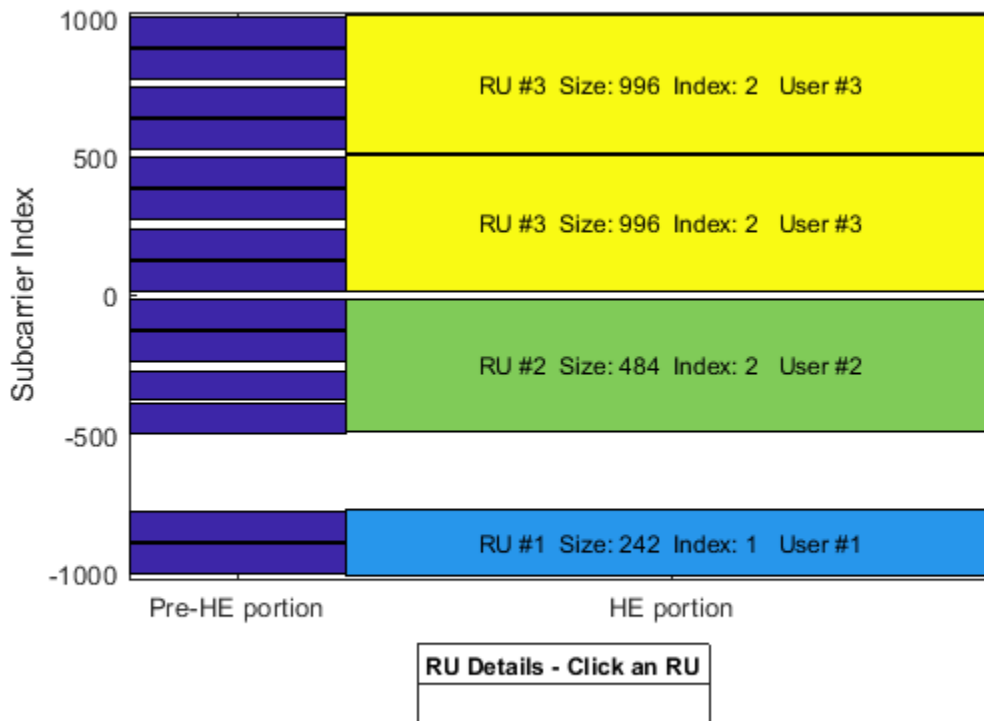 1000
RU #3 Size: 996 Index: 2 User #3
500
RU #3 Size: 996 Index: 2 User #3
0
RU #2 Size: 484 Index: 2 User #2
-500
RU #1 Size: 242 Index: 1 User #1
-1000
Subcarrier Index
Pre-HE portion
HE portion
RU Details - Click an RU